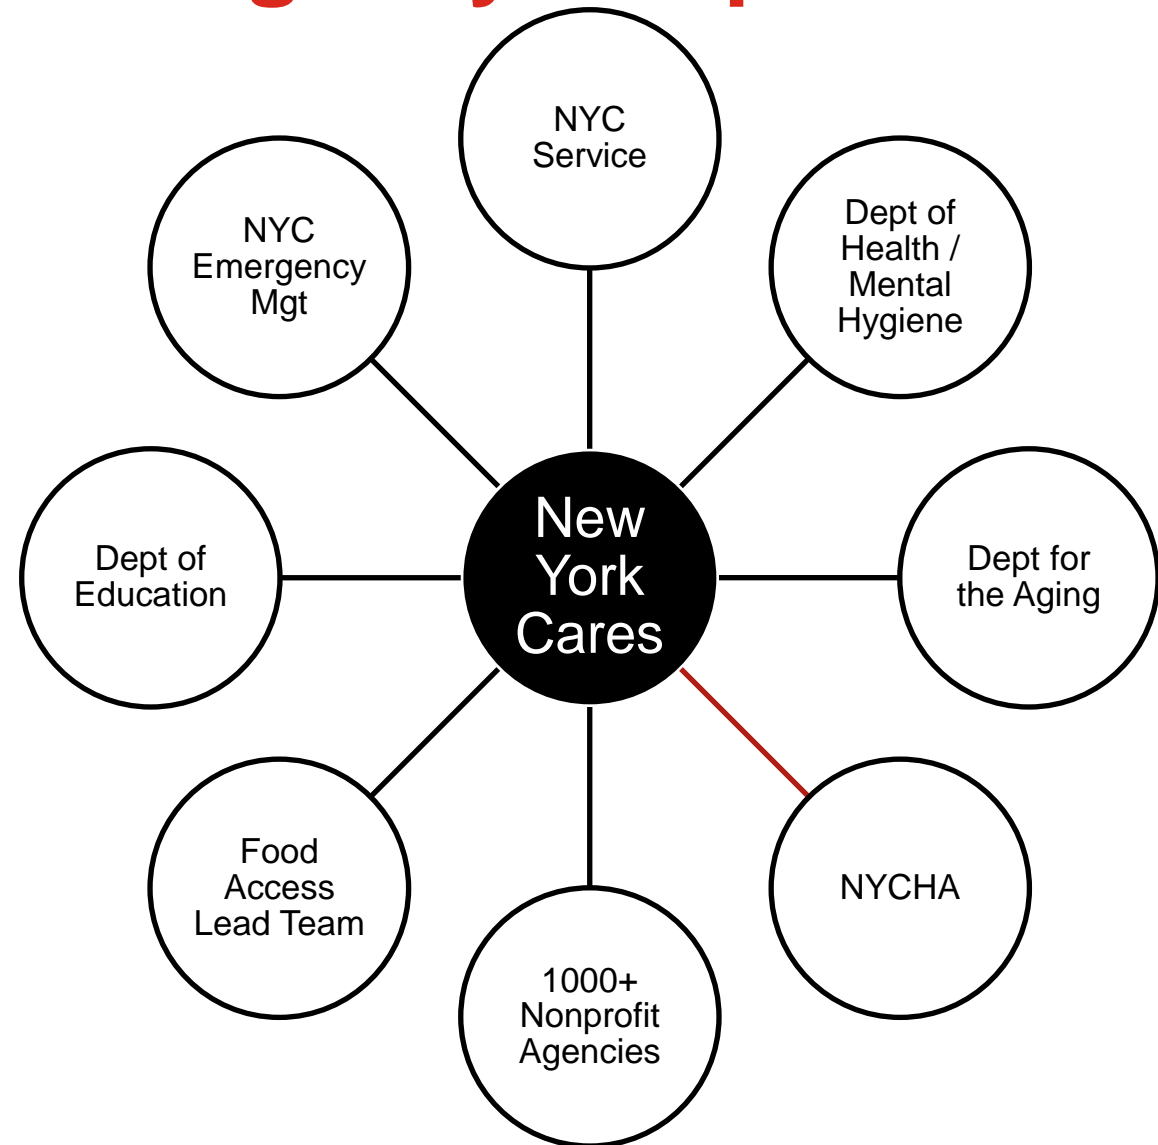 NYC
Service
NYC
Emergency
Mgt
Dept of
Health /
Mental
Hygiene
Dept of
Education
New
York
Cares
Dept for
the Aging
Food
Access
Lead Team
NYCHA
1000+
Nonprofit
Agencies